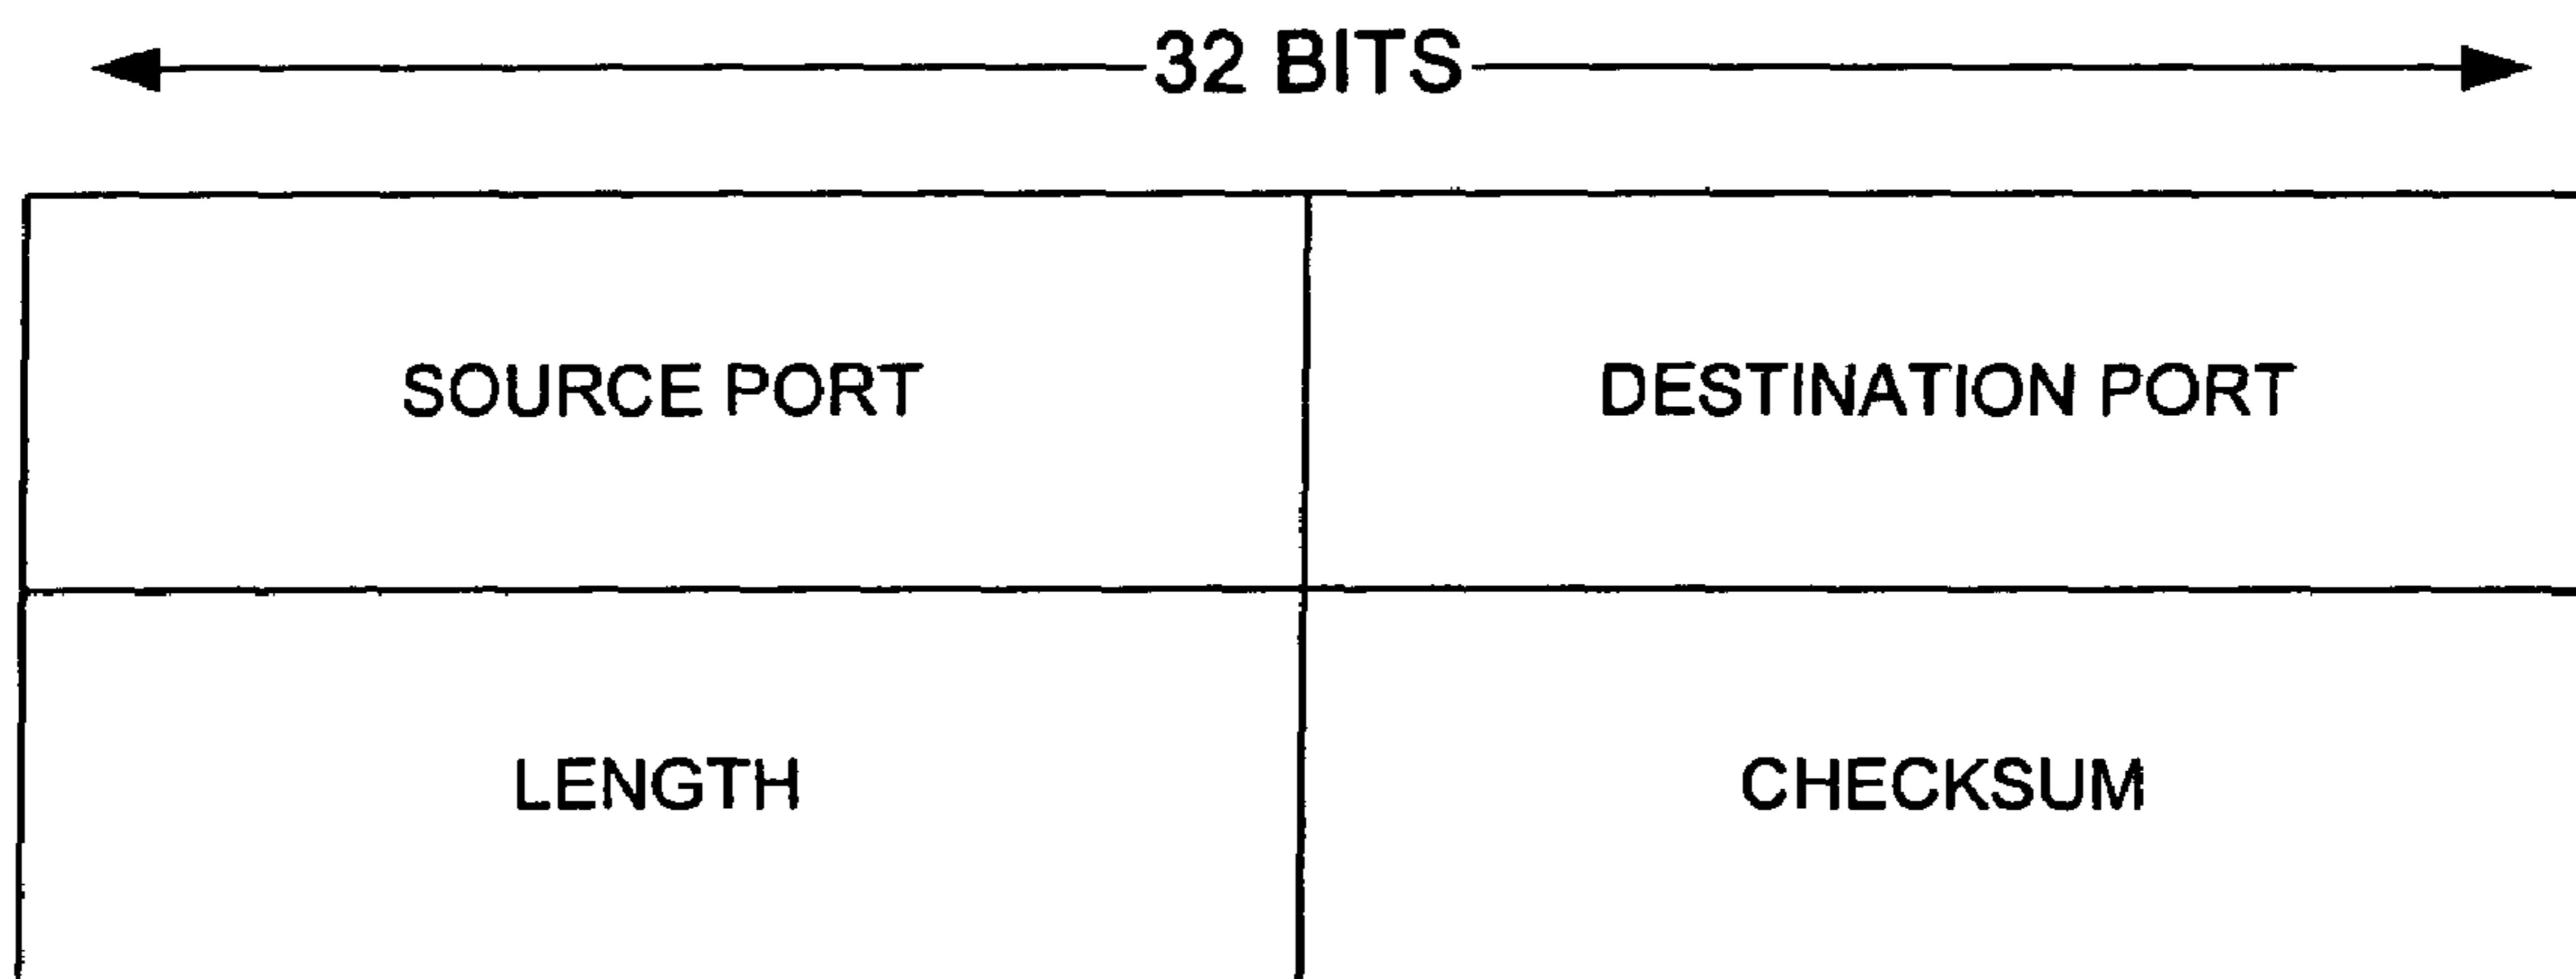 32 BITS
SOURCE PORT
DESTINATION PORT
LENGTH
CHECKSUM